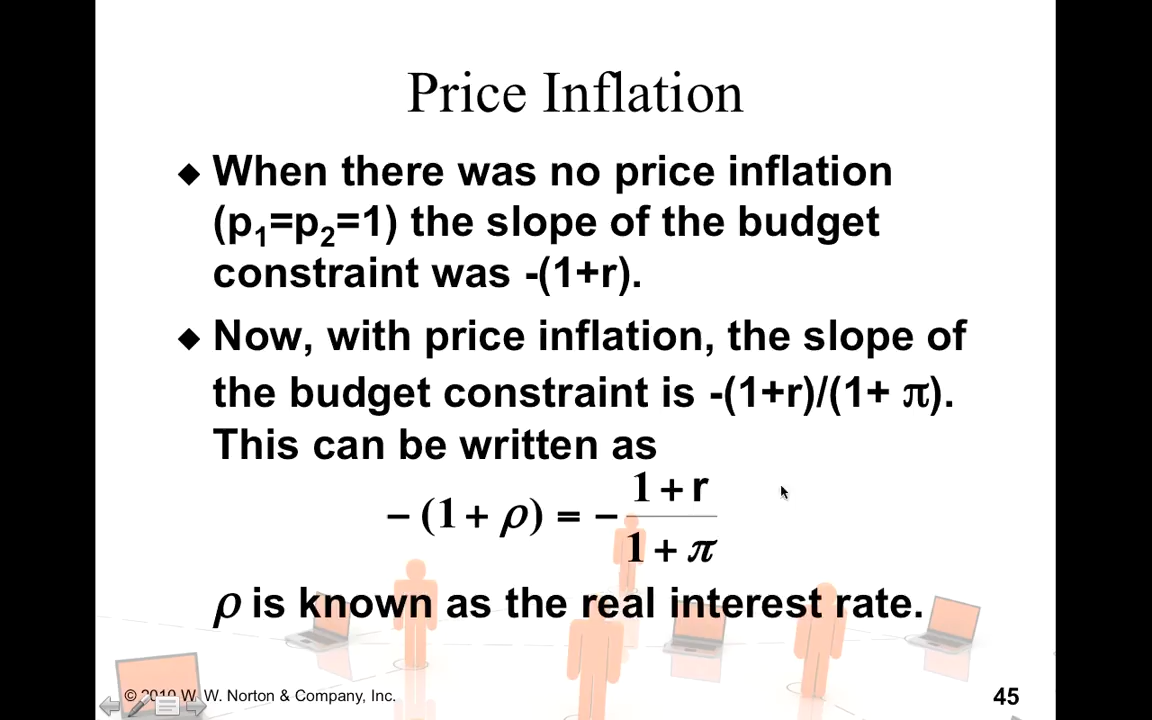 Price Inflation
◆ When there was no price inflation
(p₁=p₂=1) the slope of the budget
constraint was -(1+r).
◆ Now, with price inflation, the slope of
the budget constraint is -(1+r)/(1+ π).
This can be written as
− (1 + ρ) = − (1 + r)/(1 + π)
ρ is known as the real interest rate.
© 2010 W. W. Norton & Company, Inc.
45